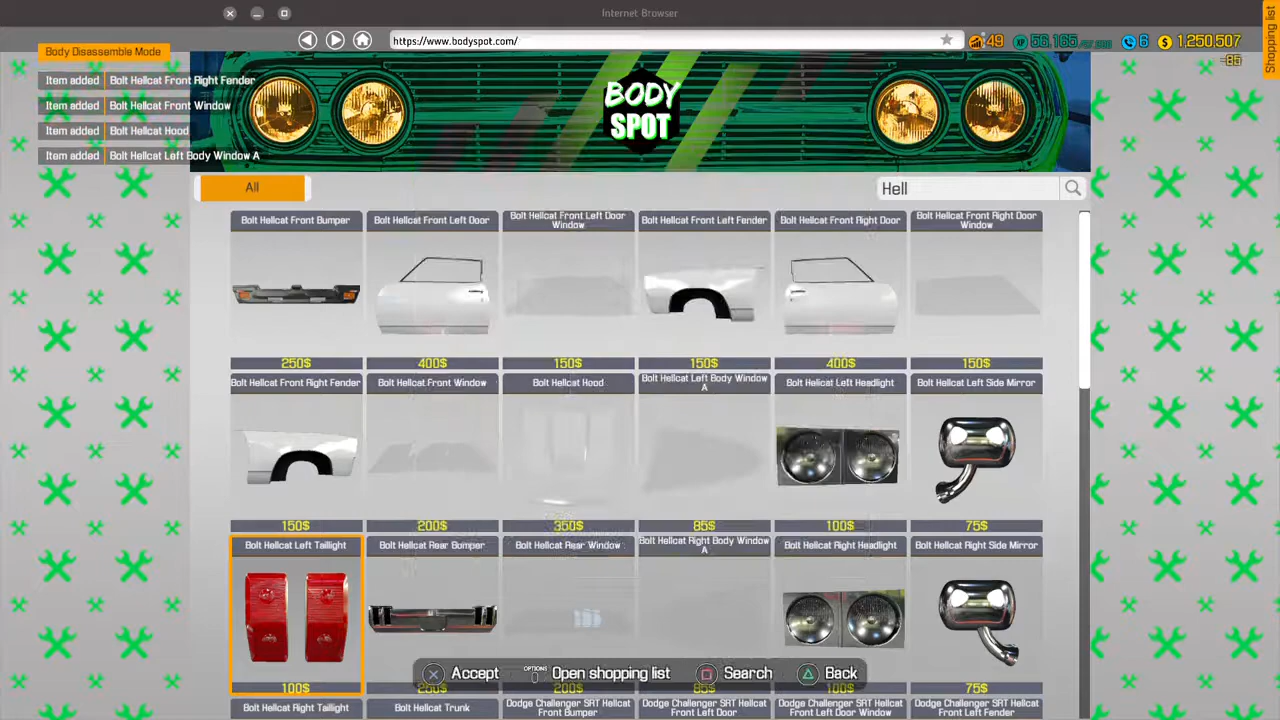 Internet Browser
https://www.bodyspot.com/
49
56,165/57,000
6
$ 1,250,507
-85
Shopping list
Body Disassemble Mode
Item added Bolt Hellcat Front Right Fender
Item added Bolt Hellcat Front Window
Item added Bolt Hellcat Hood
Item added Bolt Hellcat Left Body Window A
BODY
SPOT
All
Hell
Bolt Hellcat Front Bumper
Bolt Hellcat Front Left Door
Bolt Hellcat Front Left Door
Window
Bolt Hellcat Front Left Fender
Bolt Hellcat Front Right Door
Bolt Hellcat Front Right Door
Window
250$
400$
150$
150$
400$
150$
Bolt Hellcat Front Right Fender
Bolt Hellcat Front Window
Bolt Hellcat Hood
Bolt Hellcat Left Body Window
A
Bolt Hellcat Left Headlight
Bolt Hellcat Left Side Mirror
150$
200$
350$
85$
100$
75$
Bolt Hellcat Left Taillight
Bolt Hellcat Rear Bumper
Bolt Hellcat Rear Window
Bolt Hellcat Right Body Window
A
Bolt Hellcat Right Headlight
Bolt Hellcat Right Side Mirror
100$
250$
200$
85$
100$
75$
Accept
OPTIONS
Open shopping list
Search
Back
Bolt Hellcat Right Taillight
Bolt Hellcat Trunk
Dodge Challenger SRT Hellcat
Front Bumper
Dodge Challenger SRT Hellcat
Front Left Door
Dodge Challenger SRT Hellcat
Front Left Door Window
Dodge Challenger SRT Hellcat
Front Left Fender